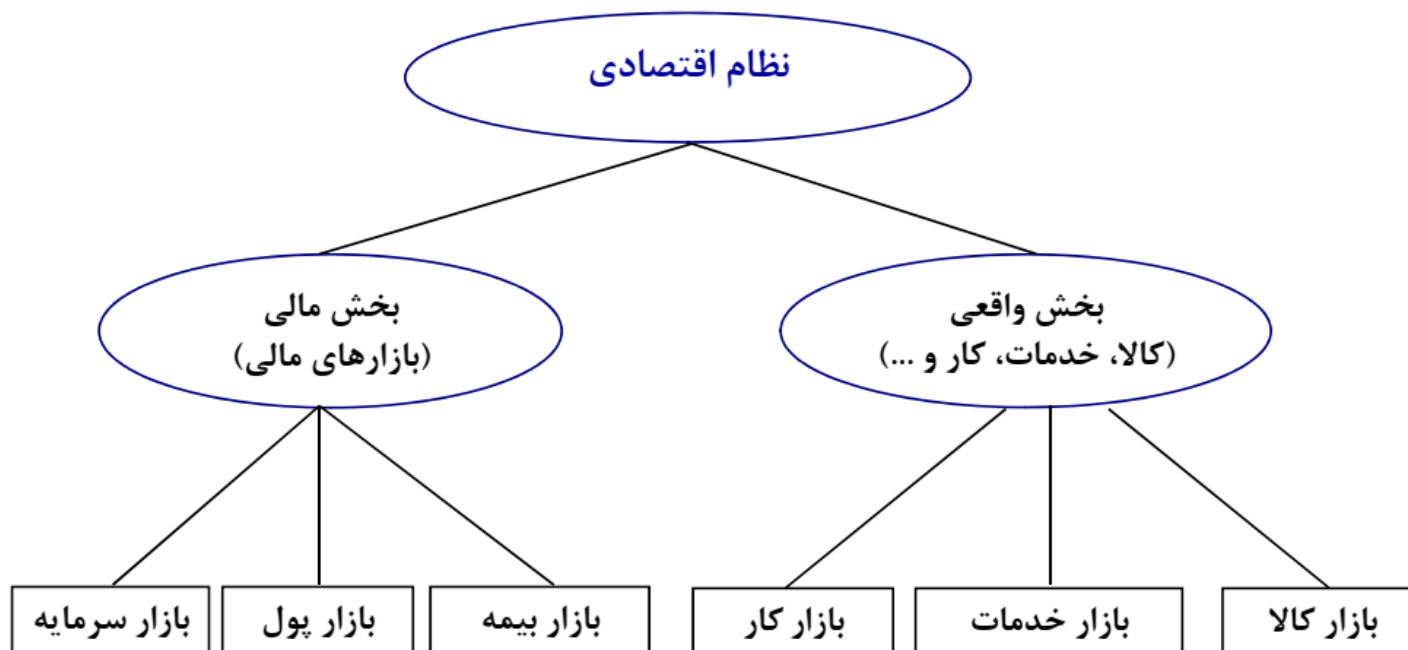 نظام اقتصادی
بخش واقعی
(کالا، خدمات، کار و ...)
بخش مالی
(بازارهای مالی)
بازار کالا
بازار خدمات
بازار کار
بازار بیمه
بازار پول
بازار سرمایه